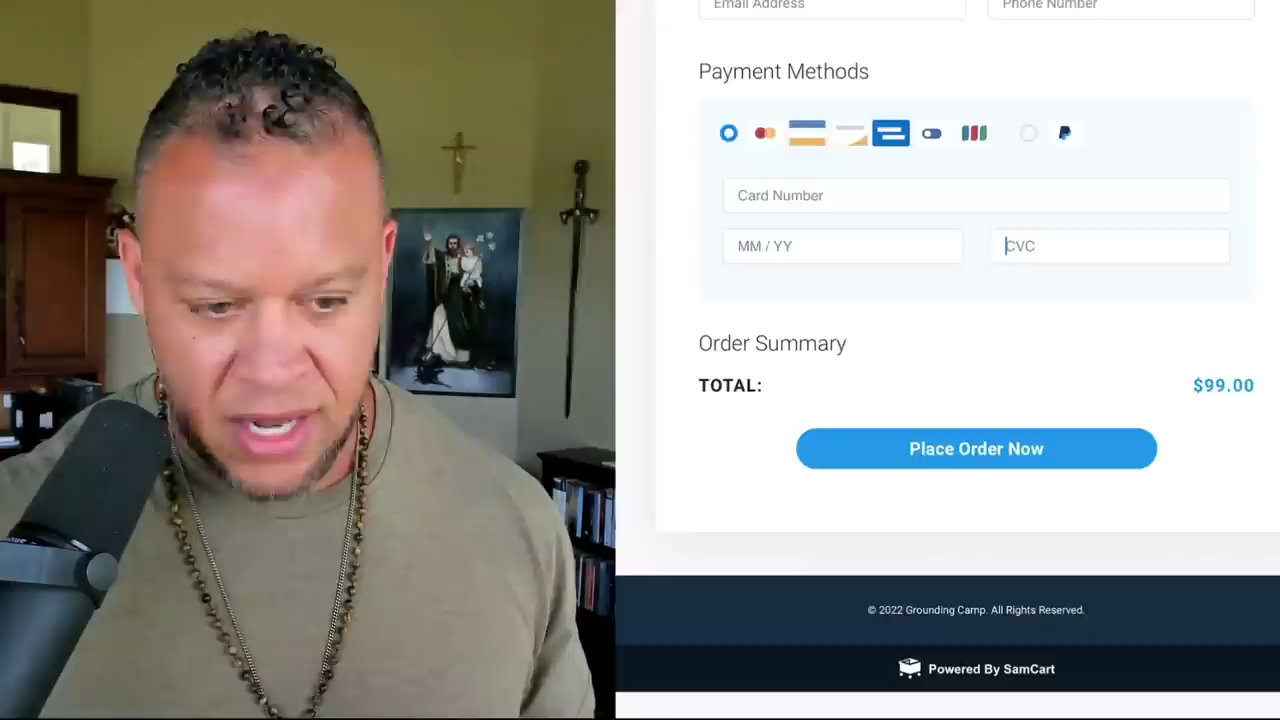 Email Address
Phone Number
Payment Methods
Card Number
MM / YY
CVC
Order Summary
TOTAL:
$99.00
Place Order Now
© 2022 Grounding Camp. All Rights Reserved.
Powered By SamCart